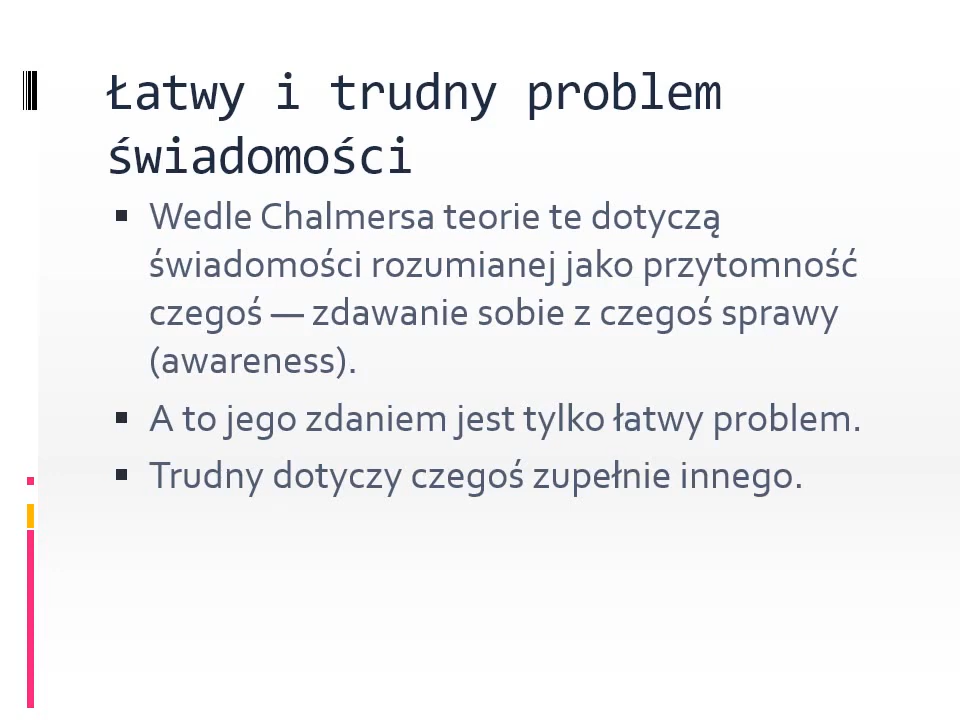 Łatwy i trudny problem
świadomości
▪ Wedle Chalmersa teorie te dotyczą
świadomości rozumianej jako przytomność
czegoś — zdawanie sobie z czegoś sprawy
(awareness).
▪ A to jego zdaniem jest tylko łatwy problem.
▪ Trudny dotyczy czegoś zupełnie innego.